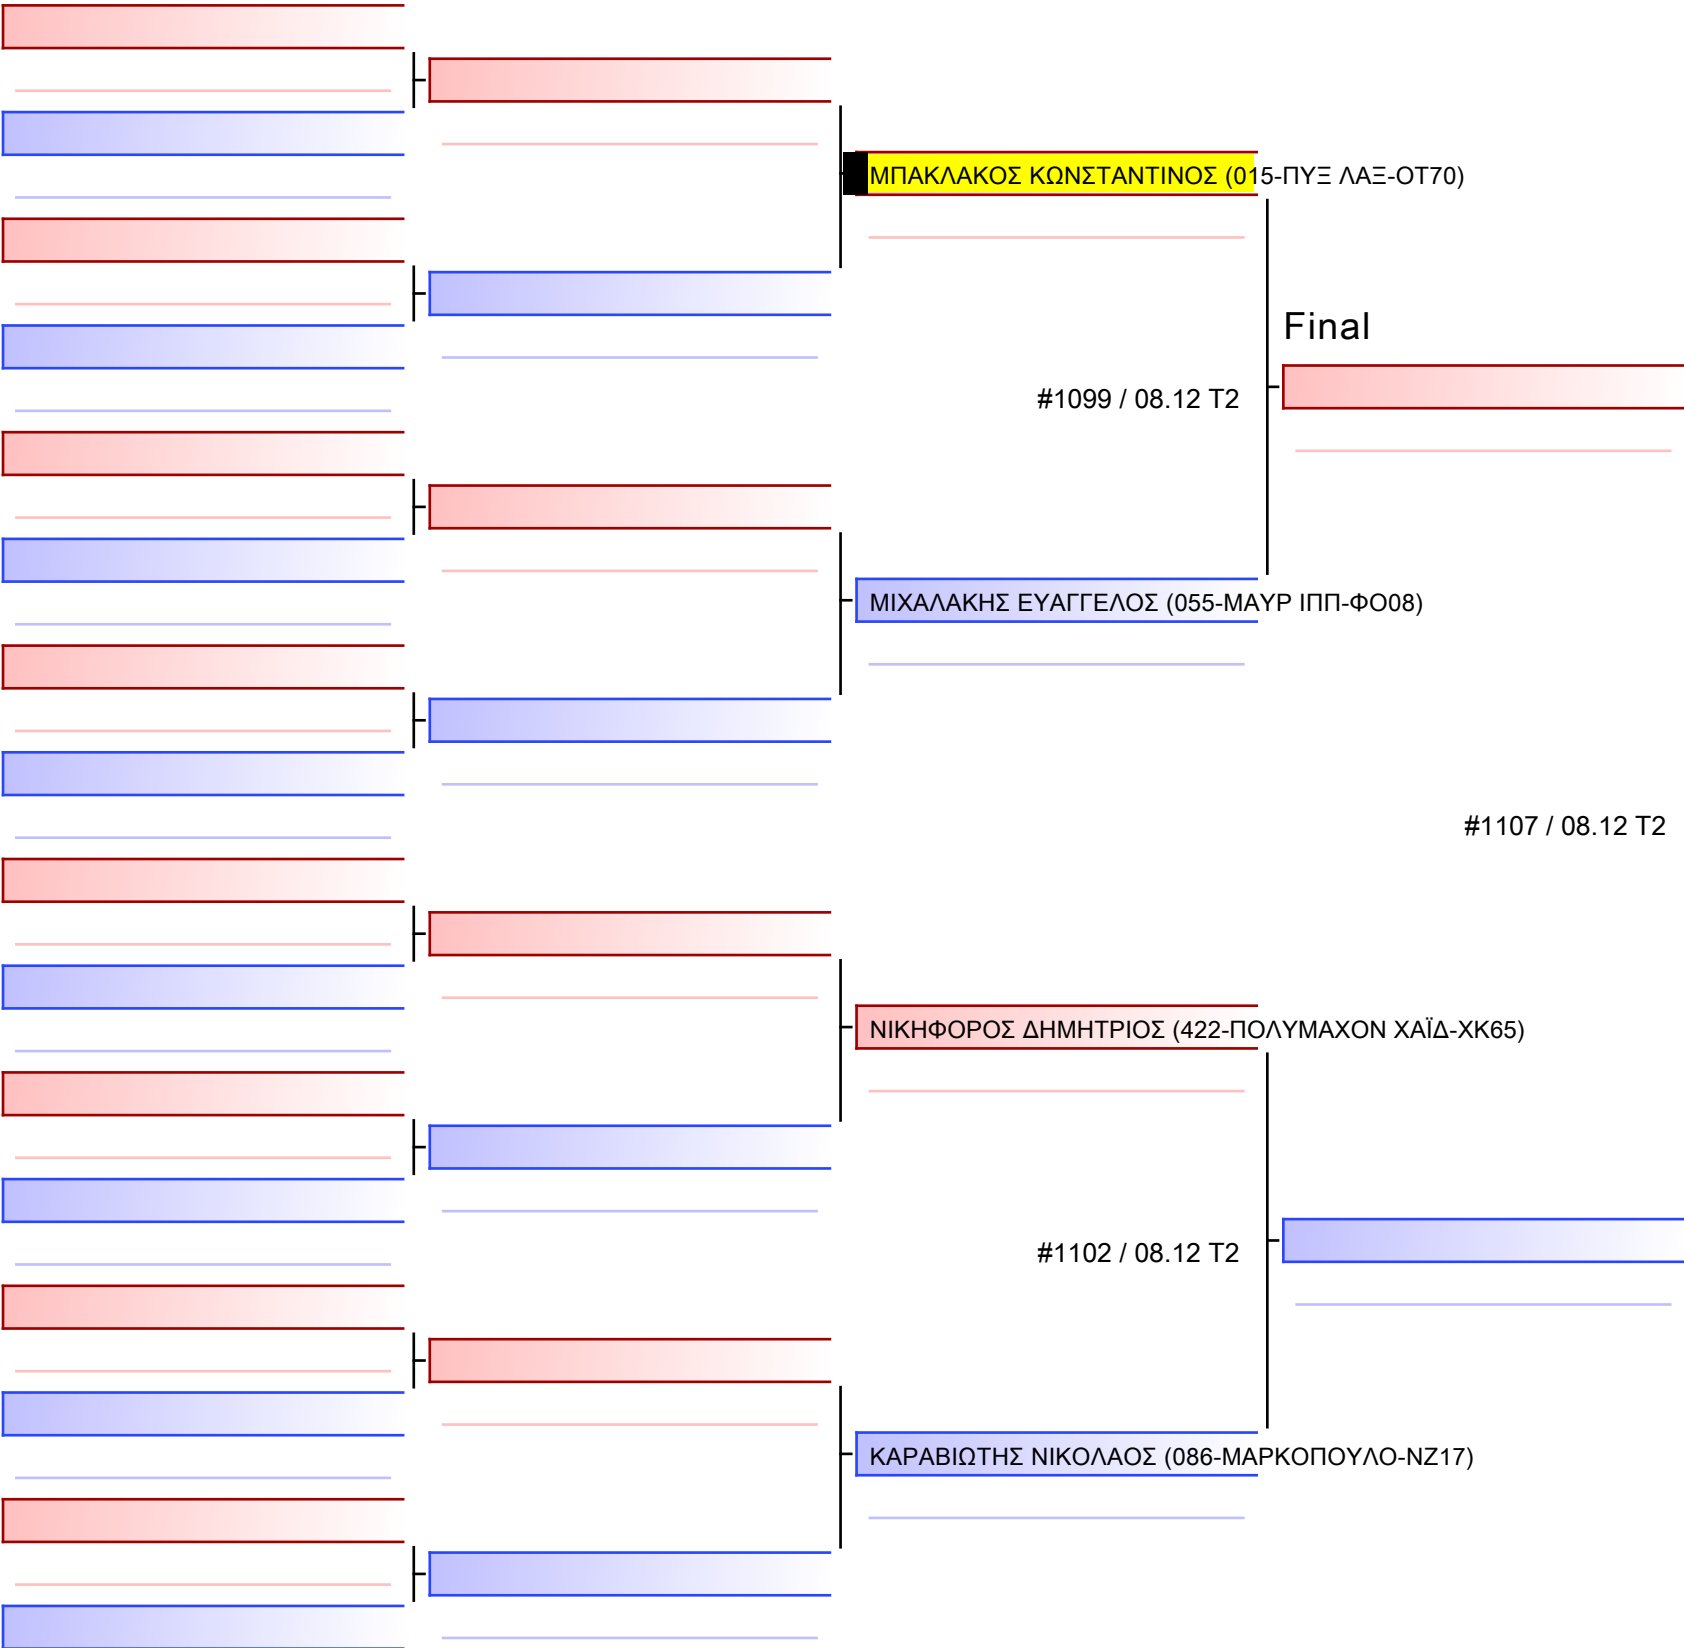 ΜΠΑΚΛΑΚΟΣ ΚΩΝΣΤΑΝΤΙΝΟΣ (015-ΠΥΞ ΛΑΞ-ΟΤ70)
Final
#1099 / 08.12 T2
ΜΙΧΑΛΑΚΗΣ ΕΥΑΓΓΕΛΟΣ (055-ΜΑΥΡ ΙΠΠ-ΦΟ08)
#1107 / 08.12 T2
ΝΙΚΗΦΟΡΟΣ ΔΗΜΗΤΡΙΟΣ (422-ΠΟΛΥΜΑΧΟΝ ΧΑΪΔ-ΧΚ65)
#1102 / 08.12 T2
ΚΑΡΑΒΙΩΤΗΣ ΝΙΚΟΛΑΟΣ (086-ΜΑΡΚΟΠΟΥΛΟ-ΝΖ17)